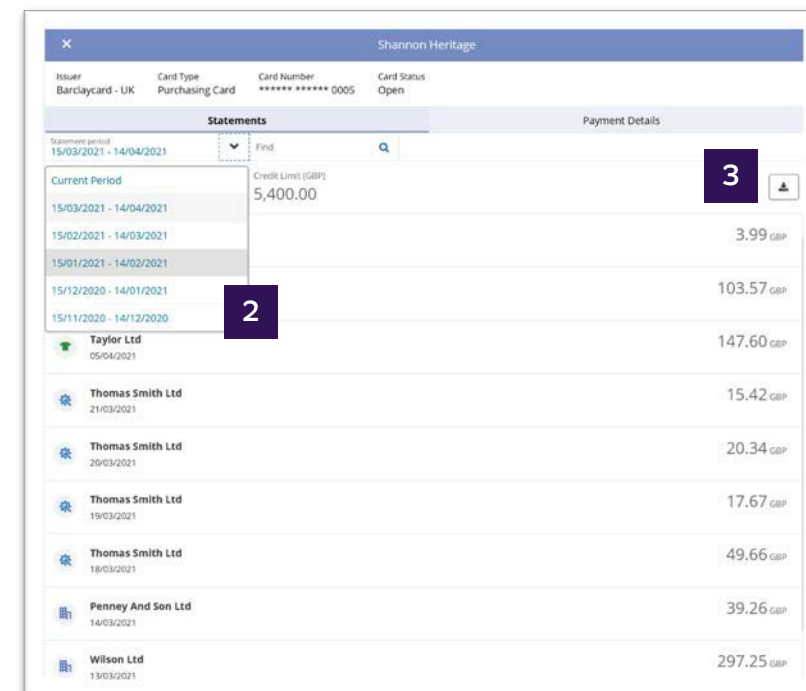 Shannon Heritage
Issuer Card Type Card Number Card Status
Barclaycard - UK Purchasing Card ****** ****** 0005 Open
Statements Payment Details
Statement period
15/03/2021 - 14/04/2021 Find
Current Period
Credit Limit (GBP)
5,400.00
3
15/03/2021 - 14/04/2021
15/02/2021 - 14/03/2021
3.99 GBP
15/01/2021 - 14/02/2021
15/12/2020 - 14/01/2021
103.57 GBP
15/11/2020 - 14/12/2020
2
Taylor Ltd
05/04/2021
147.60 GBP
Thomas Smith Ltd
21/03/2021
15.42 GBP
Thomas Smith Ltd
20/03/2021
20.34 GBP
Thomas Smith Ltd
19/03/2021
17.67 GBP
Thomas Smith Ltd
18/03/2021
49.66 GBP
Penney And Son Ltd
14/03/2021
39.26 GBP
Wilson Ltd
13/03/2021
297.25 GBP